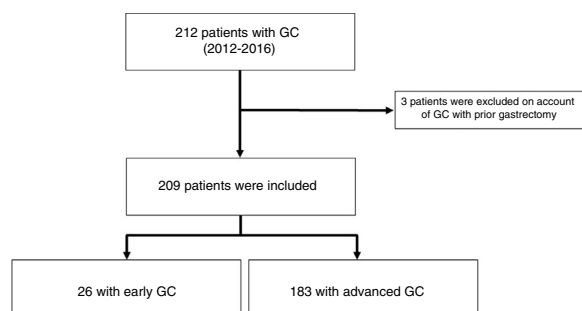 212 patients with GC
(2012-2016)
3 patients were excluded on account
of GC with prior gastrectomy
209 patients were included
26 with early GC
183 with advanced GC